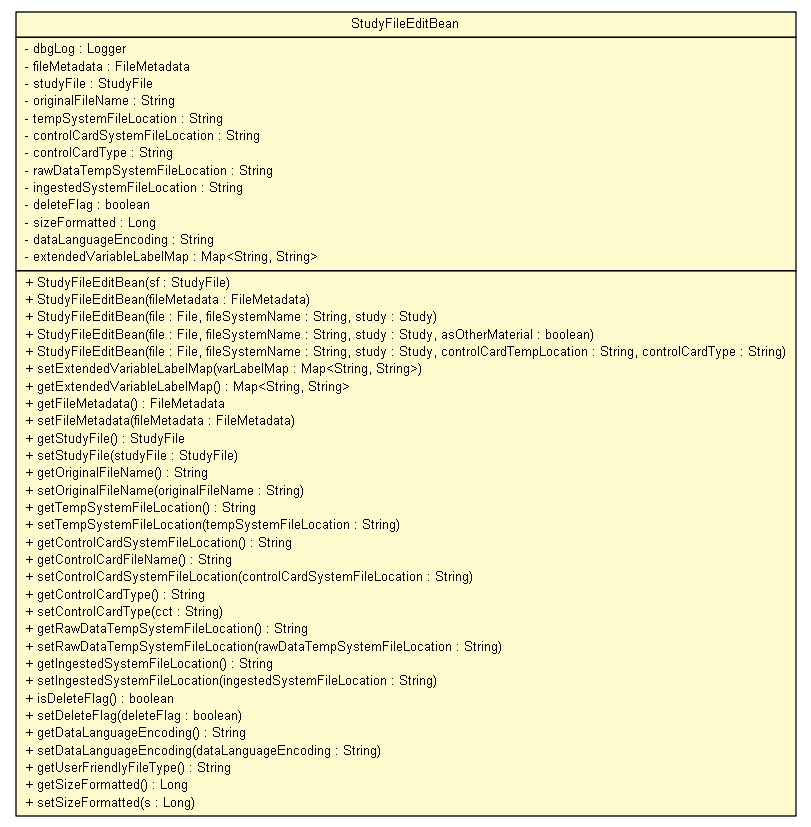 StudyFileEditBean
- dbgLog : Logger
- fileMetadata : FileMetadata
- studyFile : StudyFile
- originalFileName : String
- tempSystemFileLocation : String
- controlCardSystemFileLocation : String
- controlCardType : String
- rawDataTempSystemFileLocation : String
- ingestedSystemFileLocation : String
- deleteFlag : boolean
- sizeFormatted : Long
- dataLanguageEncoding : String
- extendedVariableLabelMap : Map<String, String>
+ StudyFileEditBean(sf : StudyFile)
+ StudyFileEditBean(fileMetadata : FileMetadata)
+ StudyFileEditBean(file : File, fileSystemName : String, study : Study)
+ StudyFileEditBean(file : File, fileSystemName : String, study : Study, asOtherMaterial : boolean)
+ StudyFileEditBean(file : File, fileSystemName : String, study : Study, controlCardTempLocation : String, controlCardType : String)
+ setExtendedVariableLabelMap(varLabelMap : Map<String, String>)
+ getExtendedVariableLabelMap() : Map<String, String>
+ getFileMetadata() : FileMetadata
+ setFileMetadata(fileMetadata : FileMetadata)
+ getStudyFile() : StudyFile
+ setStudyFile(studyFile : StudyFile)
+ getOriginalFileName() : String
+ setOriginalFileName(originalFileName : String)
+ getTempSystemFileLocation() : String
+ setTempSystemFileLocation(tempSystemFileLocation : String)
+ getControlCardSystemFileLocation() : String
+ getControlCardFileName() : String
+ setControlCardSystemFileLocation(controlCardSystemFileLocation : String)
+ getControlCardType() : String
+ setControlCardType(cct : String)
+ getRawDataTempSystemFileLocation() : String
+ setRawDataTempSystemFileLocation(rawDataTempSystemFileLocation : String)
+ getIngestedSystemFileLocation() : String
+ setIngestedSystemFileLocation(ingestedSystemFileLocation : String)
+ isDeleteFlag() : boolean
+ setDeleteFlag(deleteFlag : boolean)
+ getDataLanguageEncoding() : String
+ setDataLanguageEncoding(dataLanguageEncoding : String)
+ getUserFriendlyFileType() : String
+ getSizeFormatted() : Long
+ setSizeFormatted(s : Long)